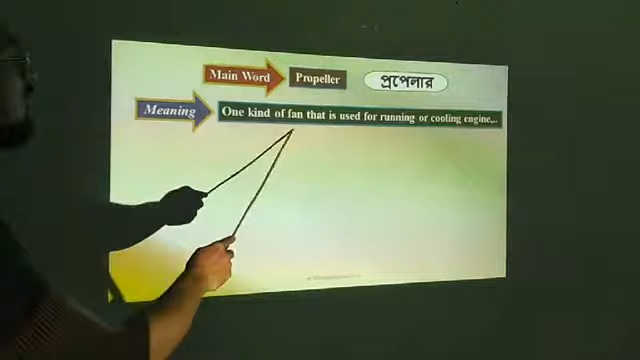 Main Word Propeller প্রপেলার
Meaning One kind of fan that is used for running or cooling engine,..